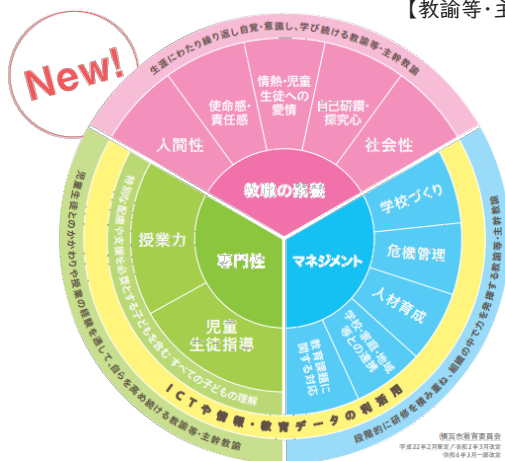 【教諭等・主
New!
生涯にわたり繰り返し自覚・意識し、学び続ける教諭等・主幹教諭
人間性
使命感・
責任感
情熱・児童
生徒への
愛情
自己研鑽・
探究心
社会性
教職の素養
児童生徒とのかかわりや授業の経験を通して、自らを高め続ける教諭等・主幹教諭
特別な配慮や支援を必要とする子どもを含む、すべての子どもの理解
授業力
児童
生徒指導
専門性
マネジメント
学校づくり
危機管理
人材育成
学校・家庭・地域
等との連携
教育課題に
関する対応
ICTや情報・教育データの利活用
段階的に研修を積み重ね、組織の中で力を発揮する教諭等・主幹教諭
横浜市教育委員会
平成22年2月策定／令和2年3月改定
令和6年3月一部改定